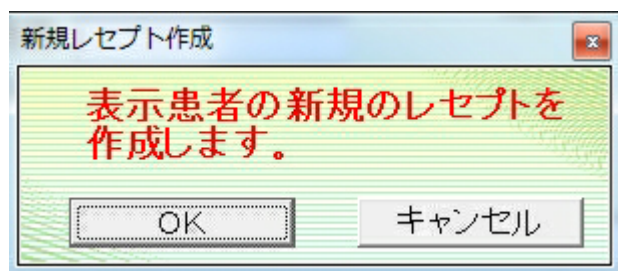 新規レセプト作成
表示患者の新規のレセプトを
作成します。
OK
キャンセル